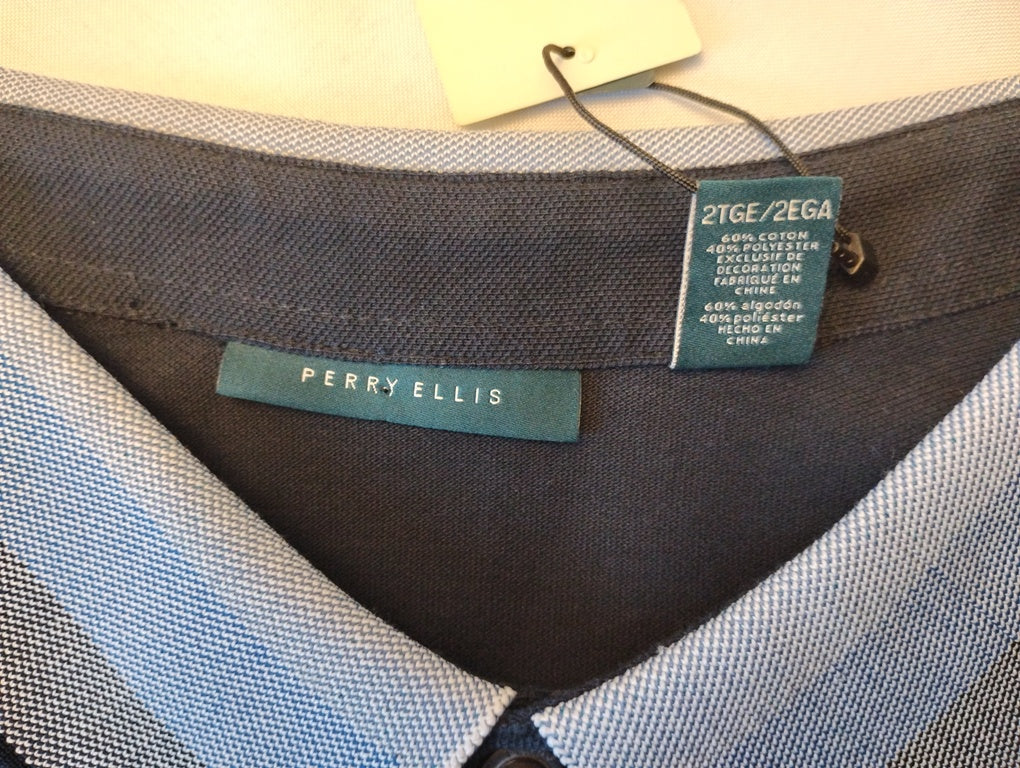 2TGE/2EGA
60% COTON
40% POLYESTER
EXCLUSIF DE
DECORATION
FABRIQUÉ EN
CHINE
60% algodón
40% poliéster
HECHO EN
CHINA
PERRY ELLIS